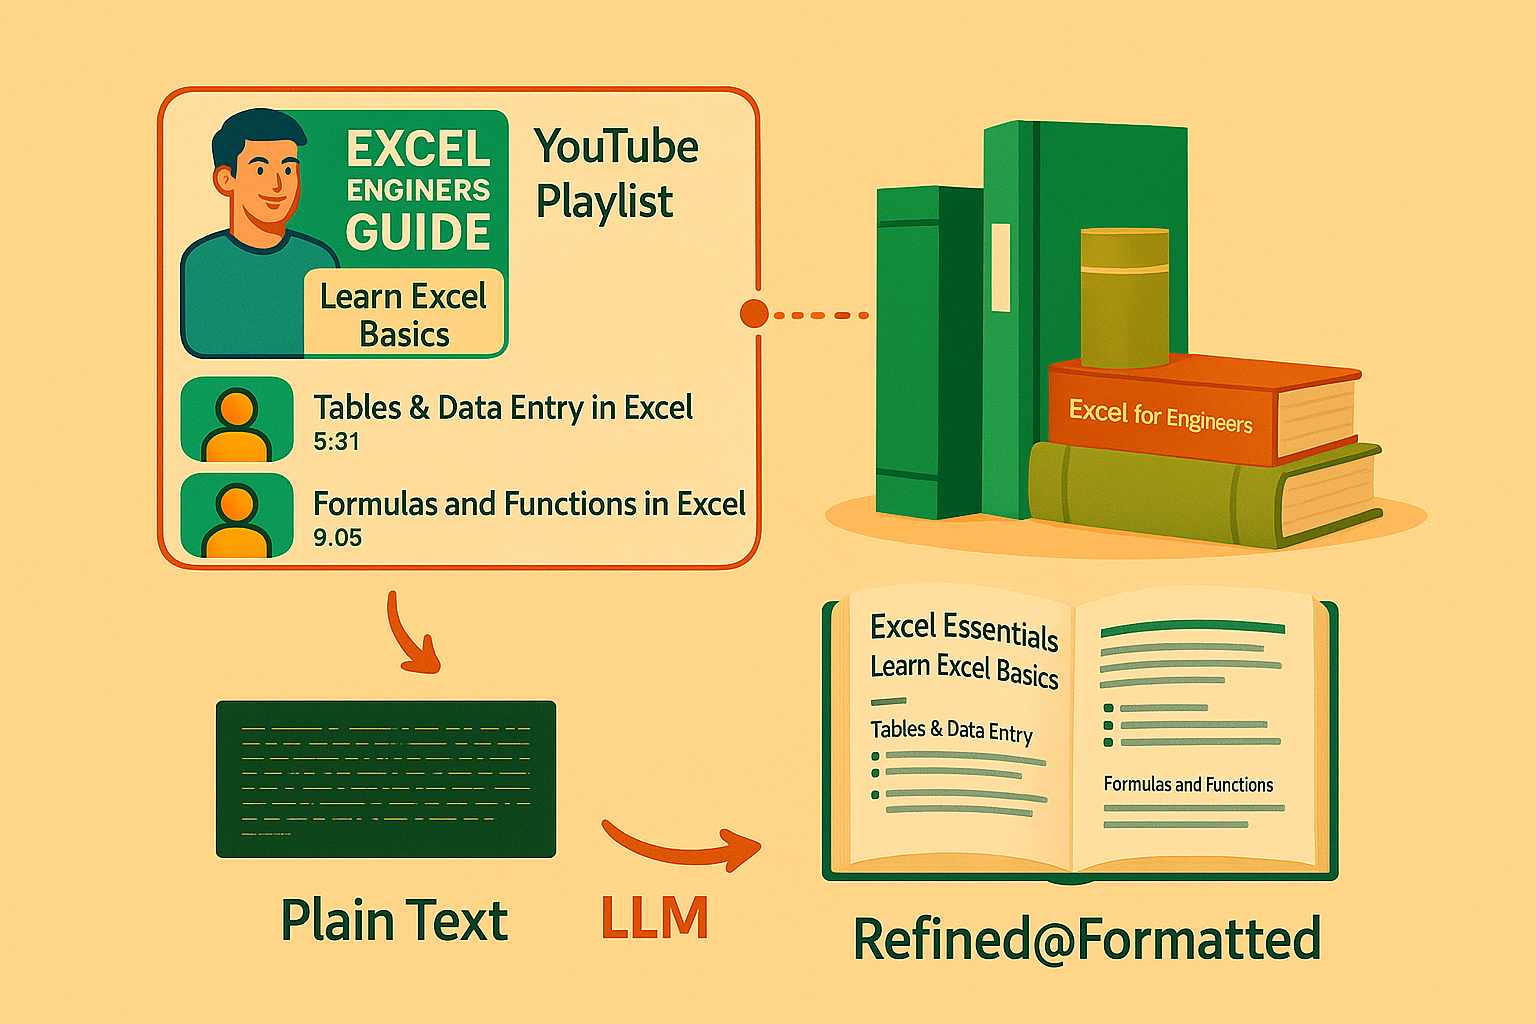 EXCEL
ENGINERS
GUIDE
Learn Excel
Basics
YouTube
Playlist
Tables & Data Entry in Excel
5:31
Formulas and Functions in Excel
9.05
Excel for Engineers
Plain Text
LLM
Excel Essentials
Learn Excel Basics
Tables & Data Entry
Formulas and Functions
Refined@Formatted